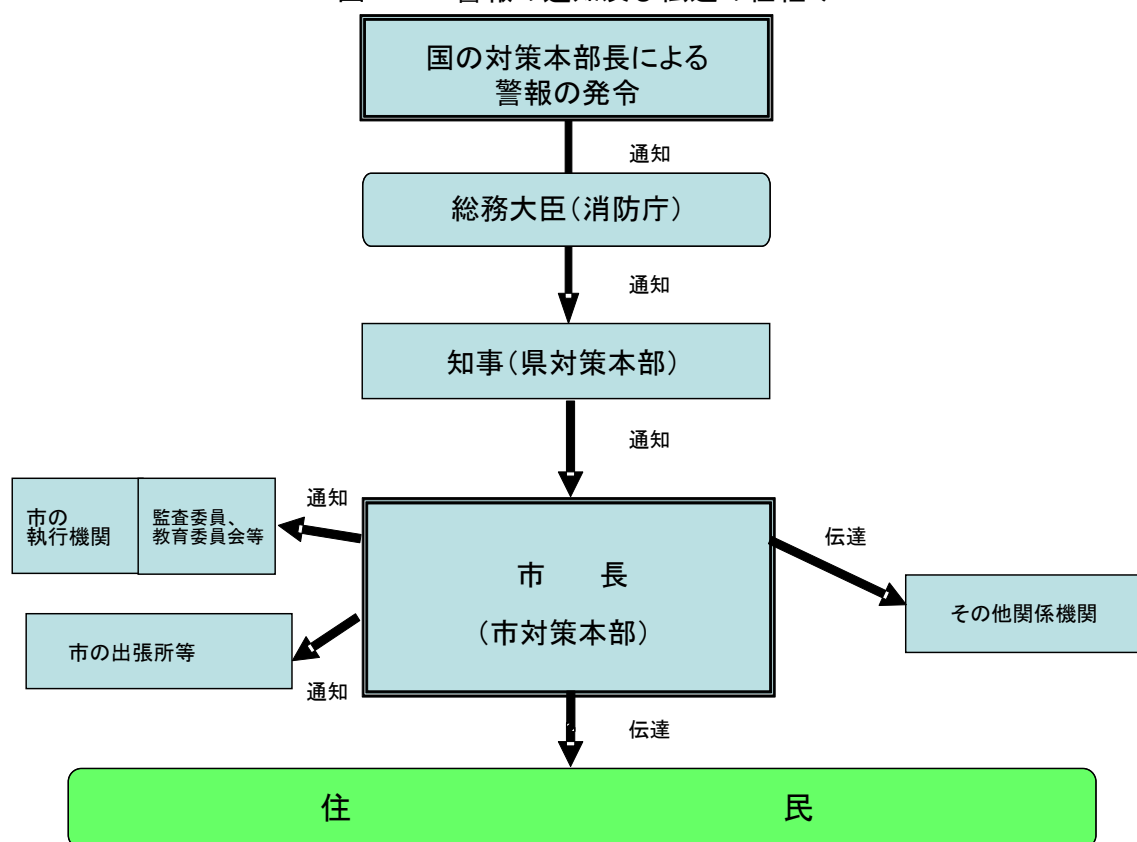 国の対策本部長による
警報の発令
通知
総務大臣（消防庁）
通知
知事（県対策本部）
通知
市の
執行機関
監査委員、
教育委員会等
通知
市　　長
（市対策本部）
伝達
その他関係機関
市の出張所等
通知
伝達
住　　民